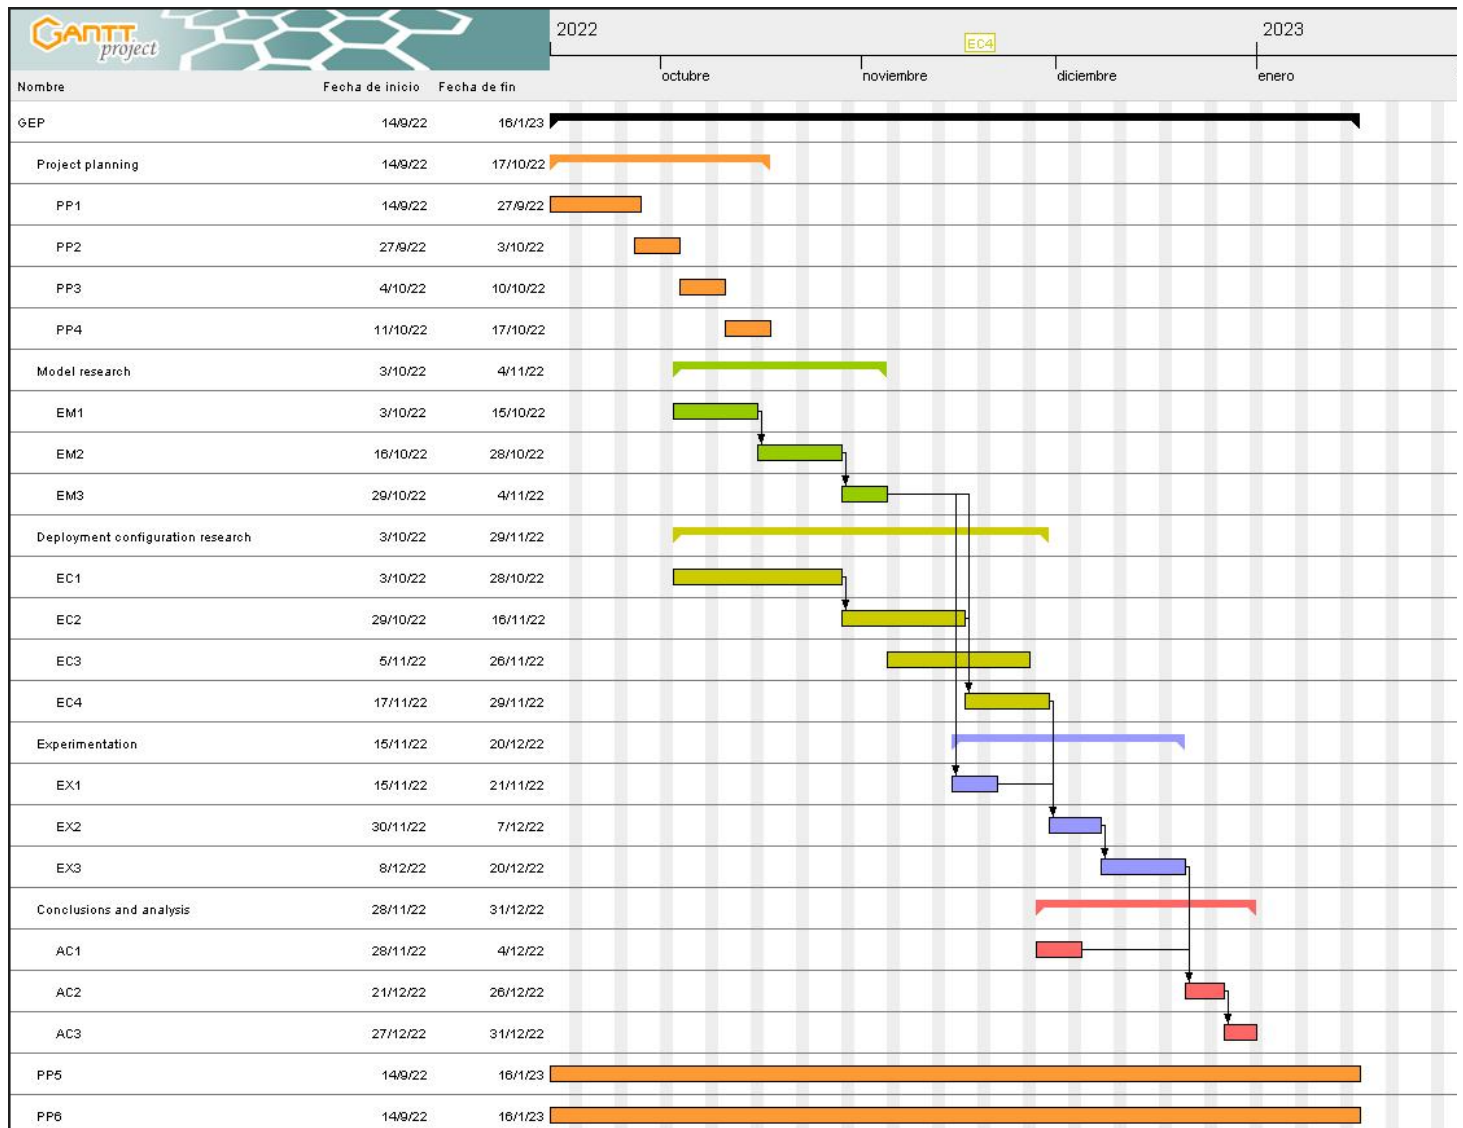 GANTT project
2022
2023
EC4
octubre noviembre diciembre enero
Nombre Fecha de inicio Fecha de fin
GEP 14/9/22 16/1/23
Project planning 14/9/22 17/10/22
PP1 14/9/22 27/9/22
PP2 27/9/22 3/10/22
PP3 4/10/22 10/10/22
PP4 11/10/22 17/10/22
Model research 3/10/22 4/11/22
EM1 3/10/22 15/10/22
EM2 16/10/22 28/10/22
EM3 29/10/22 4/11/22
Deployment configuration research 3/10/22 29/11/22
EC1 3/10/22 28/10/22
EC2 29/10/22 16/11/22
EC3 5/11/22 26/11/22
EC4 17/11/22 29/11/22
Experimentation 15/11/22 20/12/22
EX1 15/11/22 21/11/22
EX2 30/11/22 7/12/22
EX3 8/12/22 20/12/22
Conclusions and analysis 28/11/22 31/12/22
AC1 28/11/22 4/12/22
AC2 21/12/22 26/12/22
AC3 27/12/22 31/12/22
PP5 14/9/22 16/1/23
PP6 14/9/22 16/1/23